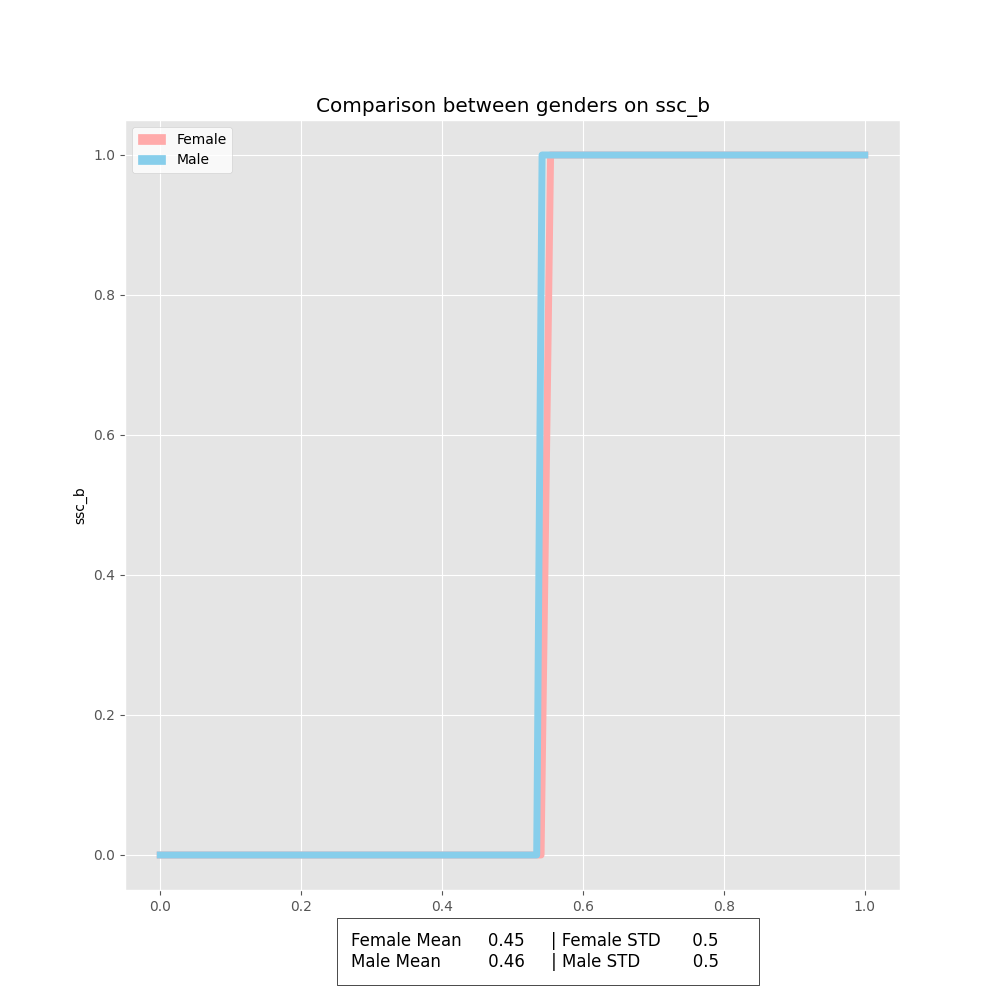 Comparison between genders on ssc_b
Female
Male
1.0
0.8
0.6
0.4
0.2
0.0
ssc_b
0.0 0.2 0.4 0.6 0.8 1.0
Female Mean 0.45 | Female STD 0.5
Male Mean 0.46 | Male STD 0.5